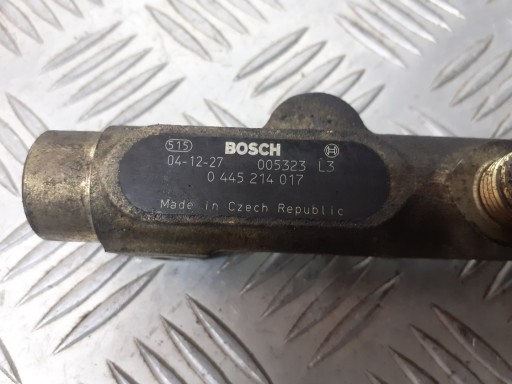 515 BOSCH
04-12-27 005323 L3
0 445 214 017
Made in Czech Republic